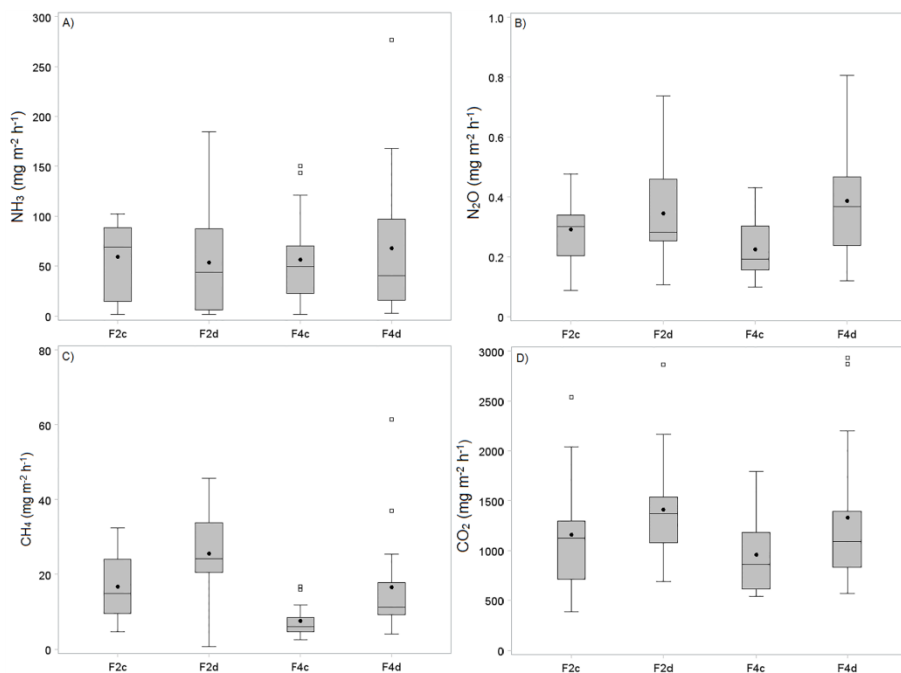 A)
NH₃ (mg m⁻² h⁻¹)
300
250
200
150
100
50
0
F2c F2d F4c F4d
B)
N₂O (mg m⁻² h⁻¹)
1.0
0.8
0.6
0.4
0.2
0
F2c F2d F4c F4d
C)
CH₄ (mg m⁻² h⁻¹)
80
60
40
20
0
F2c F2d F4c F4d
D)
CO₂ (mg m⁻² h⁻¹)
3000
2500
2000
1500
1000
500
0
F2c F2d F4c F4d